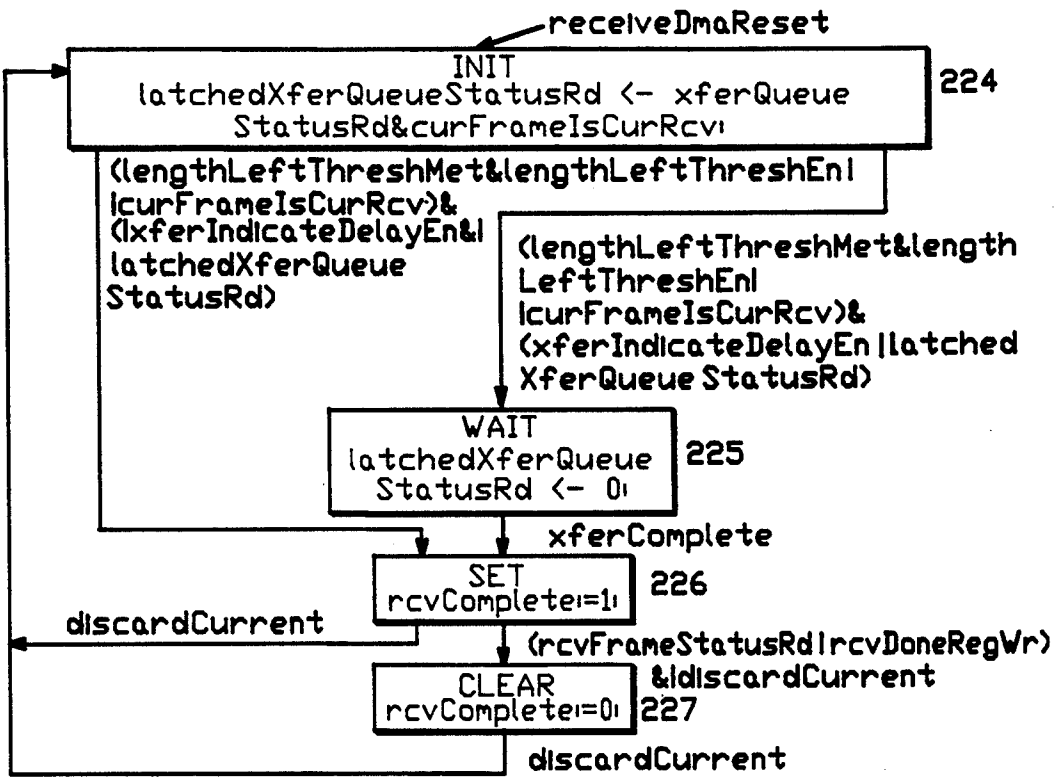 receiveDmaReset
INIT
latchedXferQueueStatusRd <- xferQueue
StatusRd&curFrameIsCurRcv;
224
(lengthLeftThreshMet&lengthLeftThreshEn|
!curFrameIsCurRcv)&
(!xferIndicateDelayEn&!
latchedXferQueue
StatusRd)
(lengthLeftThreshMet&length
LeftThreshEn|
!curFrameIsCurRcv)&
(xferIndicateDelayEn|latched
XferQueue StatusRd)
WAIT
latchedXferQueue
StatusRd <- 0;
225
xferComplete
SET
rcvComplete:=1;
226
discardCurrent
(rcvFrameStatusRd|rcvDoneRegWr)
&!discardCurrent
CLEAR
rcvComplete:=0;
227
discardCurrent